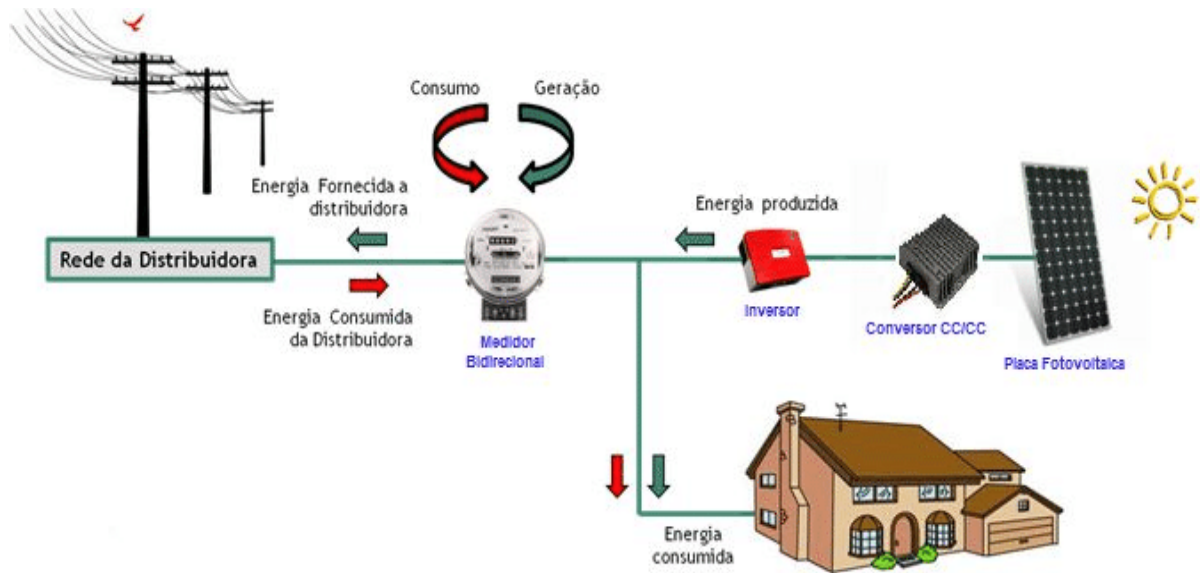 Consumo
Geração
Energia Fornecida a
distribuidora
Energia produzida
Rede da Distribuidora
Energia Consumida
da Distribuidora
Medidor
Bidirecional
Inversor
Conversor CC/CC
Placa Fotovoltaica
Energia
consumida